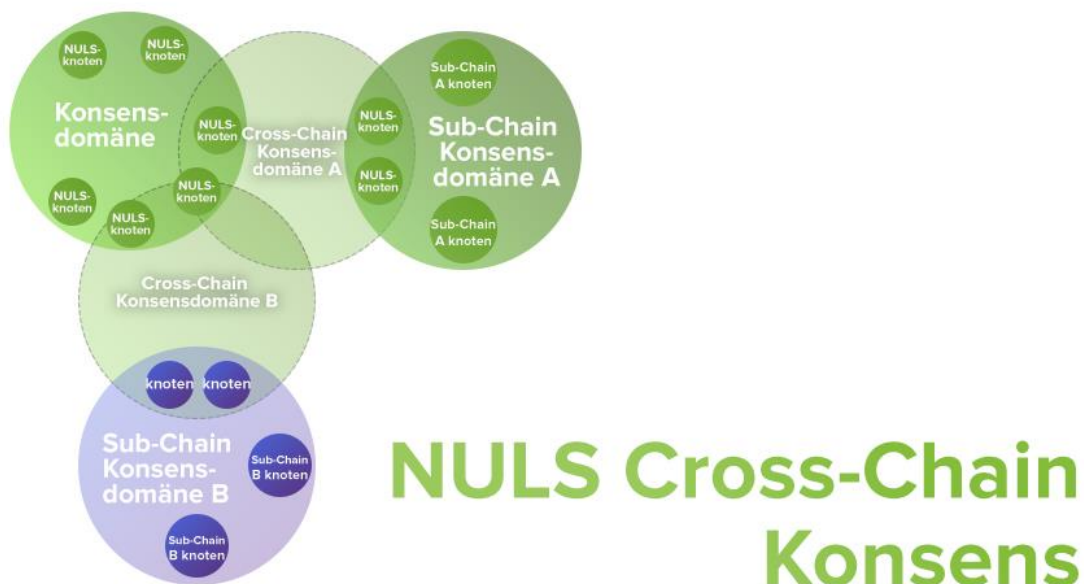 NULS-
knoten
NULS-
knoten
Konsens-
domäne
NULS-
knoten
NULS-
knoten
NULS-
knoten
NULS-
knoten
Cross-Chain
Konsens-
domäne A
NULS-
knoten
NULS-
knoten
Sub-Chain
A knoten
Sub-Chain
Konsens-
domäne A
Sub-Chain
A knoten
Cross-Chain
Konsensdomäne B
knoten
knoten
Sub-Chain
Konsens-
domäne B
Sub-Chain
B knoten
Sub-Chain
B knoten
NULS Cross-Chain
Konsens